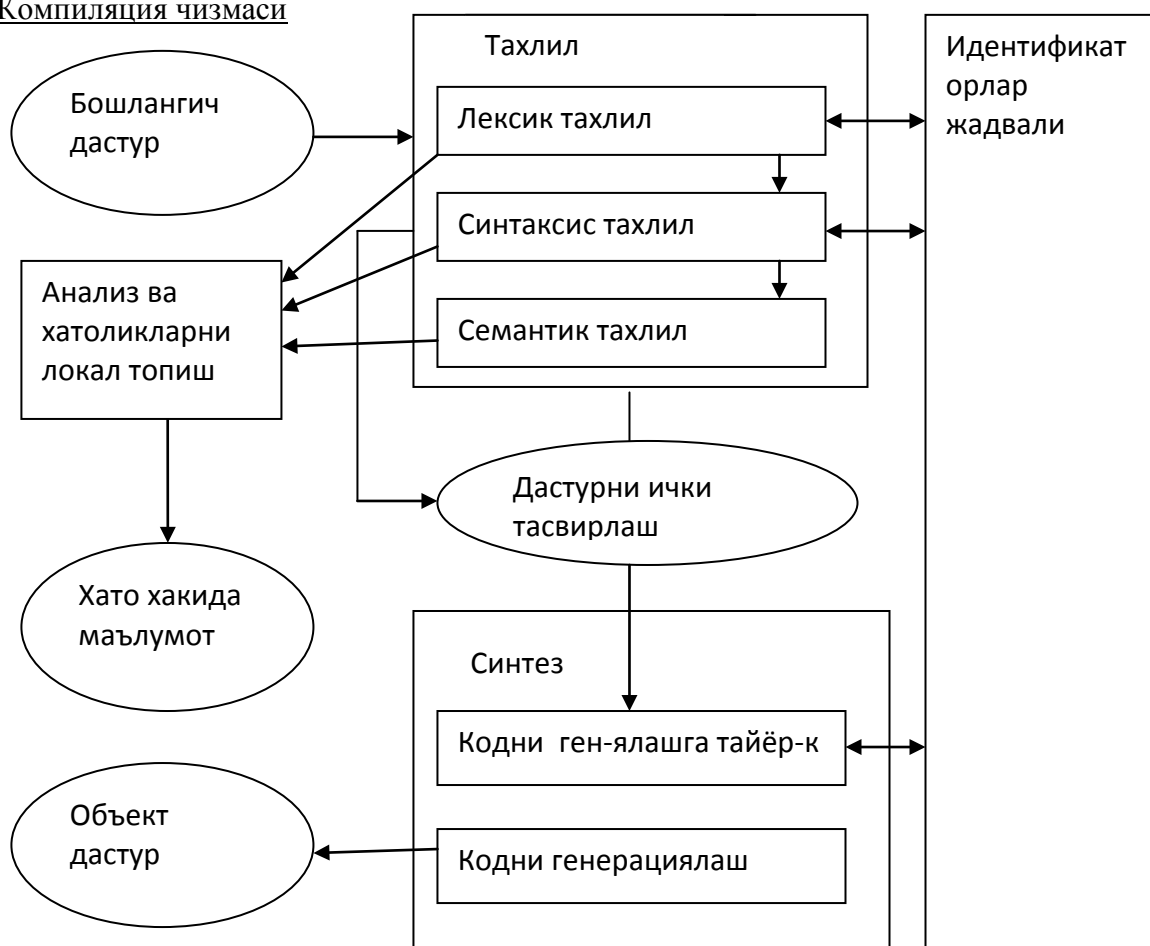 Компиляция чизмаси
Тахлил
Идентификат
орлар
жадвали
Бошлангич
дастур
Лексик тахлил
Синтаксис тахлил
Семантик тахлил
Анализ ва
хатоликларни
локал топиш
Дастурни ички
тасвирлаш
Хато хакида
маълумот
Синтез
Кодни ген-ялашга тайёр-к
Объект
дастур
Кодни генерациялаш